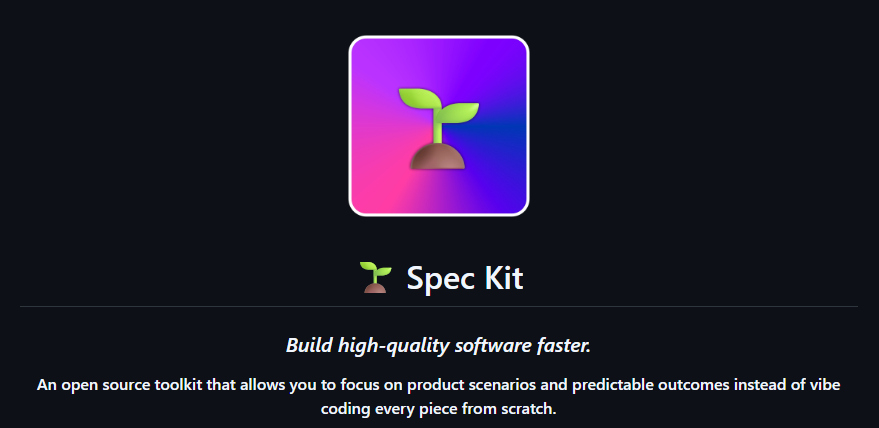 🌱 Spec Kit
Build high-quality software faster.
An open source toolkit that allows you to focus on product scenarios and predictable outcomes instead of vibe
coding every piece from scratch.